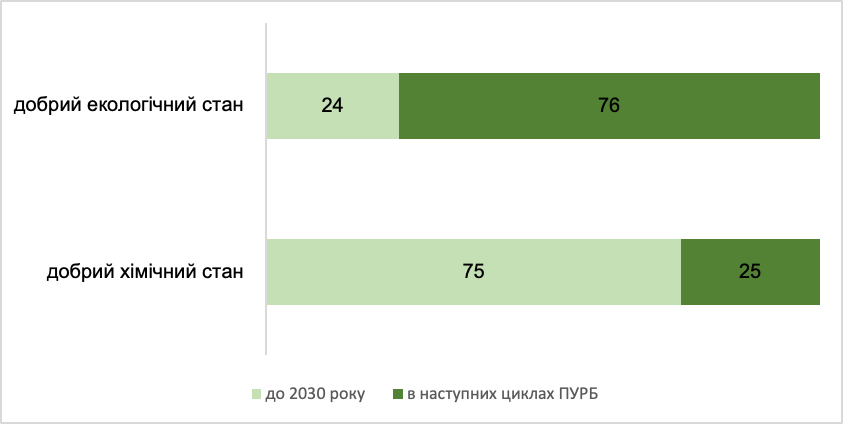 добрий екологічний стан
24
76
добрий хімічний стан
75
25
до 2030 року
в наступних циклах ПУРБ